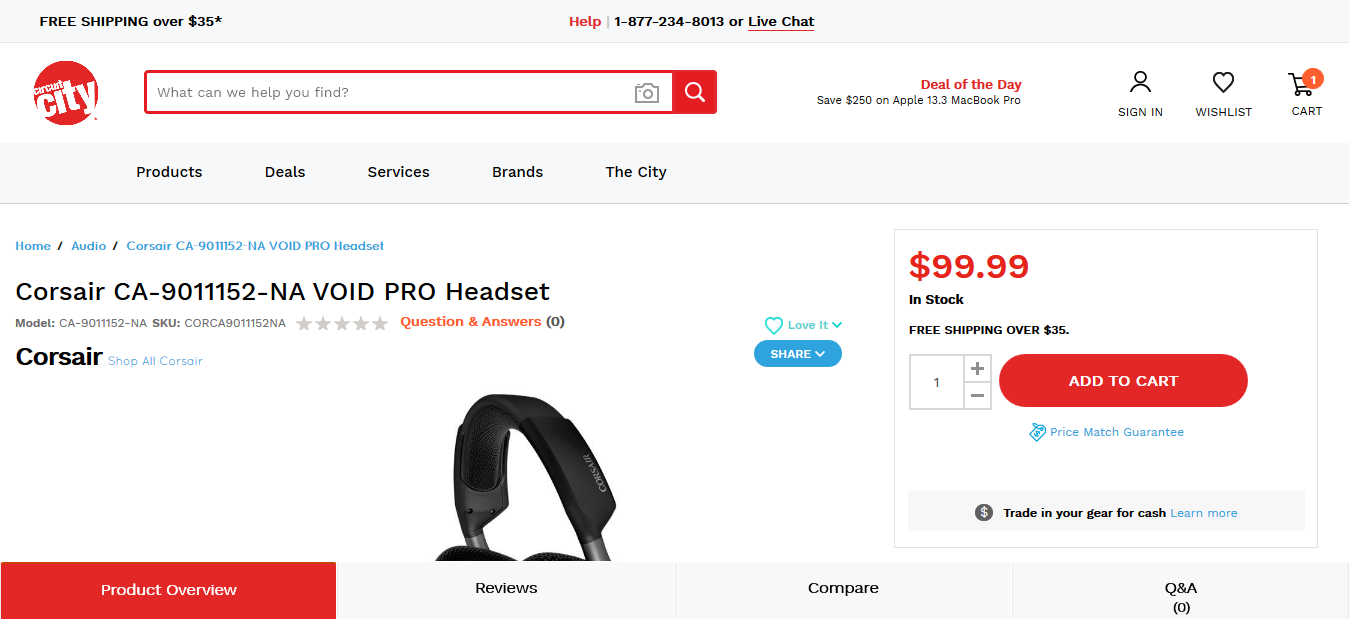 FREE SHIPPING over $35*
Help | 1-877-234-8013 or Live Chat
circuit
city
What can we help you find?
Deal of the Day
Save $250 on Apple 13.3 MacBook Pro
SIGN IN
WISHLIST
1
CART
Products
Deals
Services
Brands
The City
Home / Audio / Corsair CA-9011152-NA VOID PRO Headset
Corsair CA-9011152-NA VOID PRO Headset
Model: CA-9011152-NA SKU: CORCA9011152NA
Question & Answers (0)
Love It
SHARE
Corsair Shop All Corsair
CORSAIR
$99.99
In Stock
FREE SHIPPING OVER $35.
1
+
−
ADD TO CART
Price Match Guarantee
$ Trade in your gear for cash Learn more
Product Overview
Reviews
Compare
Q&A
(0)